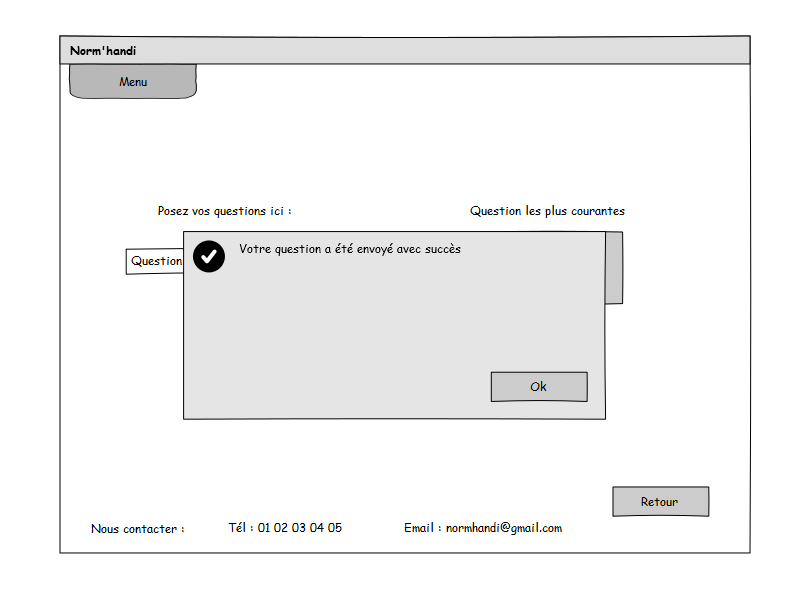 Norm'handi
Menu
Posez vos questions ici :
Question les plus courantes
Question
Votre question a été envoyé avec succès
Ok
Retour
Nous contacter :
Tél : 01 02 03 04 05
Email : normhandi@gmail.com